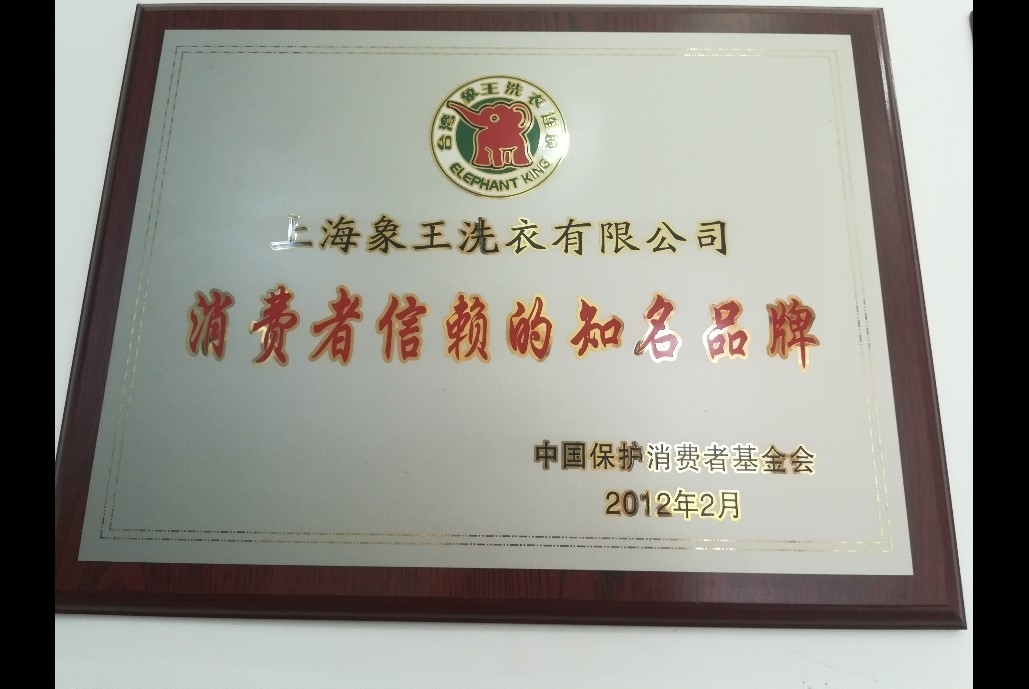 台湾象王洗衣连锁
ELEPHANT KING
上海象王洗衣有限公司
消费者信赖的知名品牌
中国保护消费者基金会
2012年2月